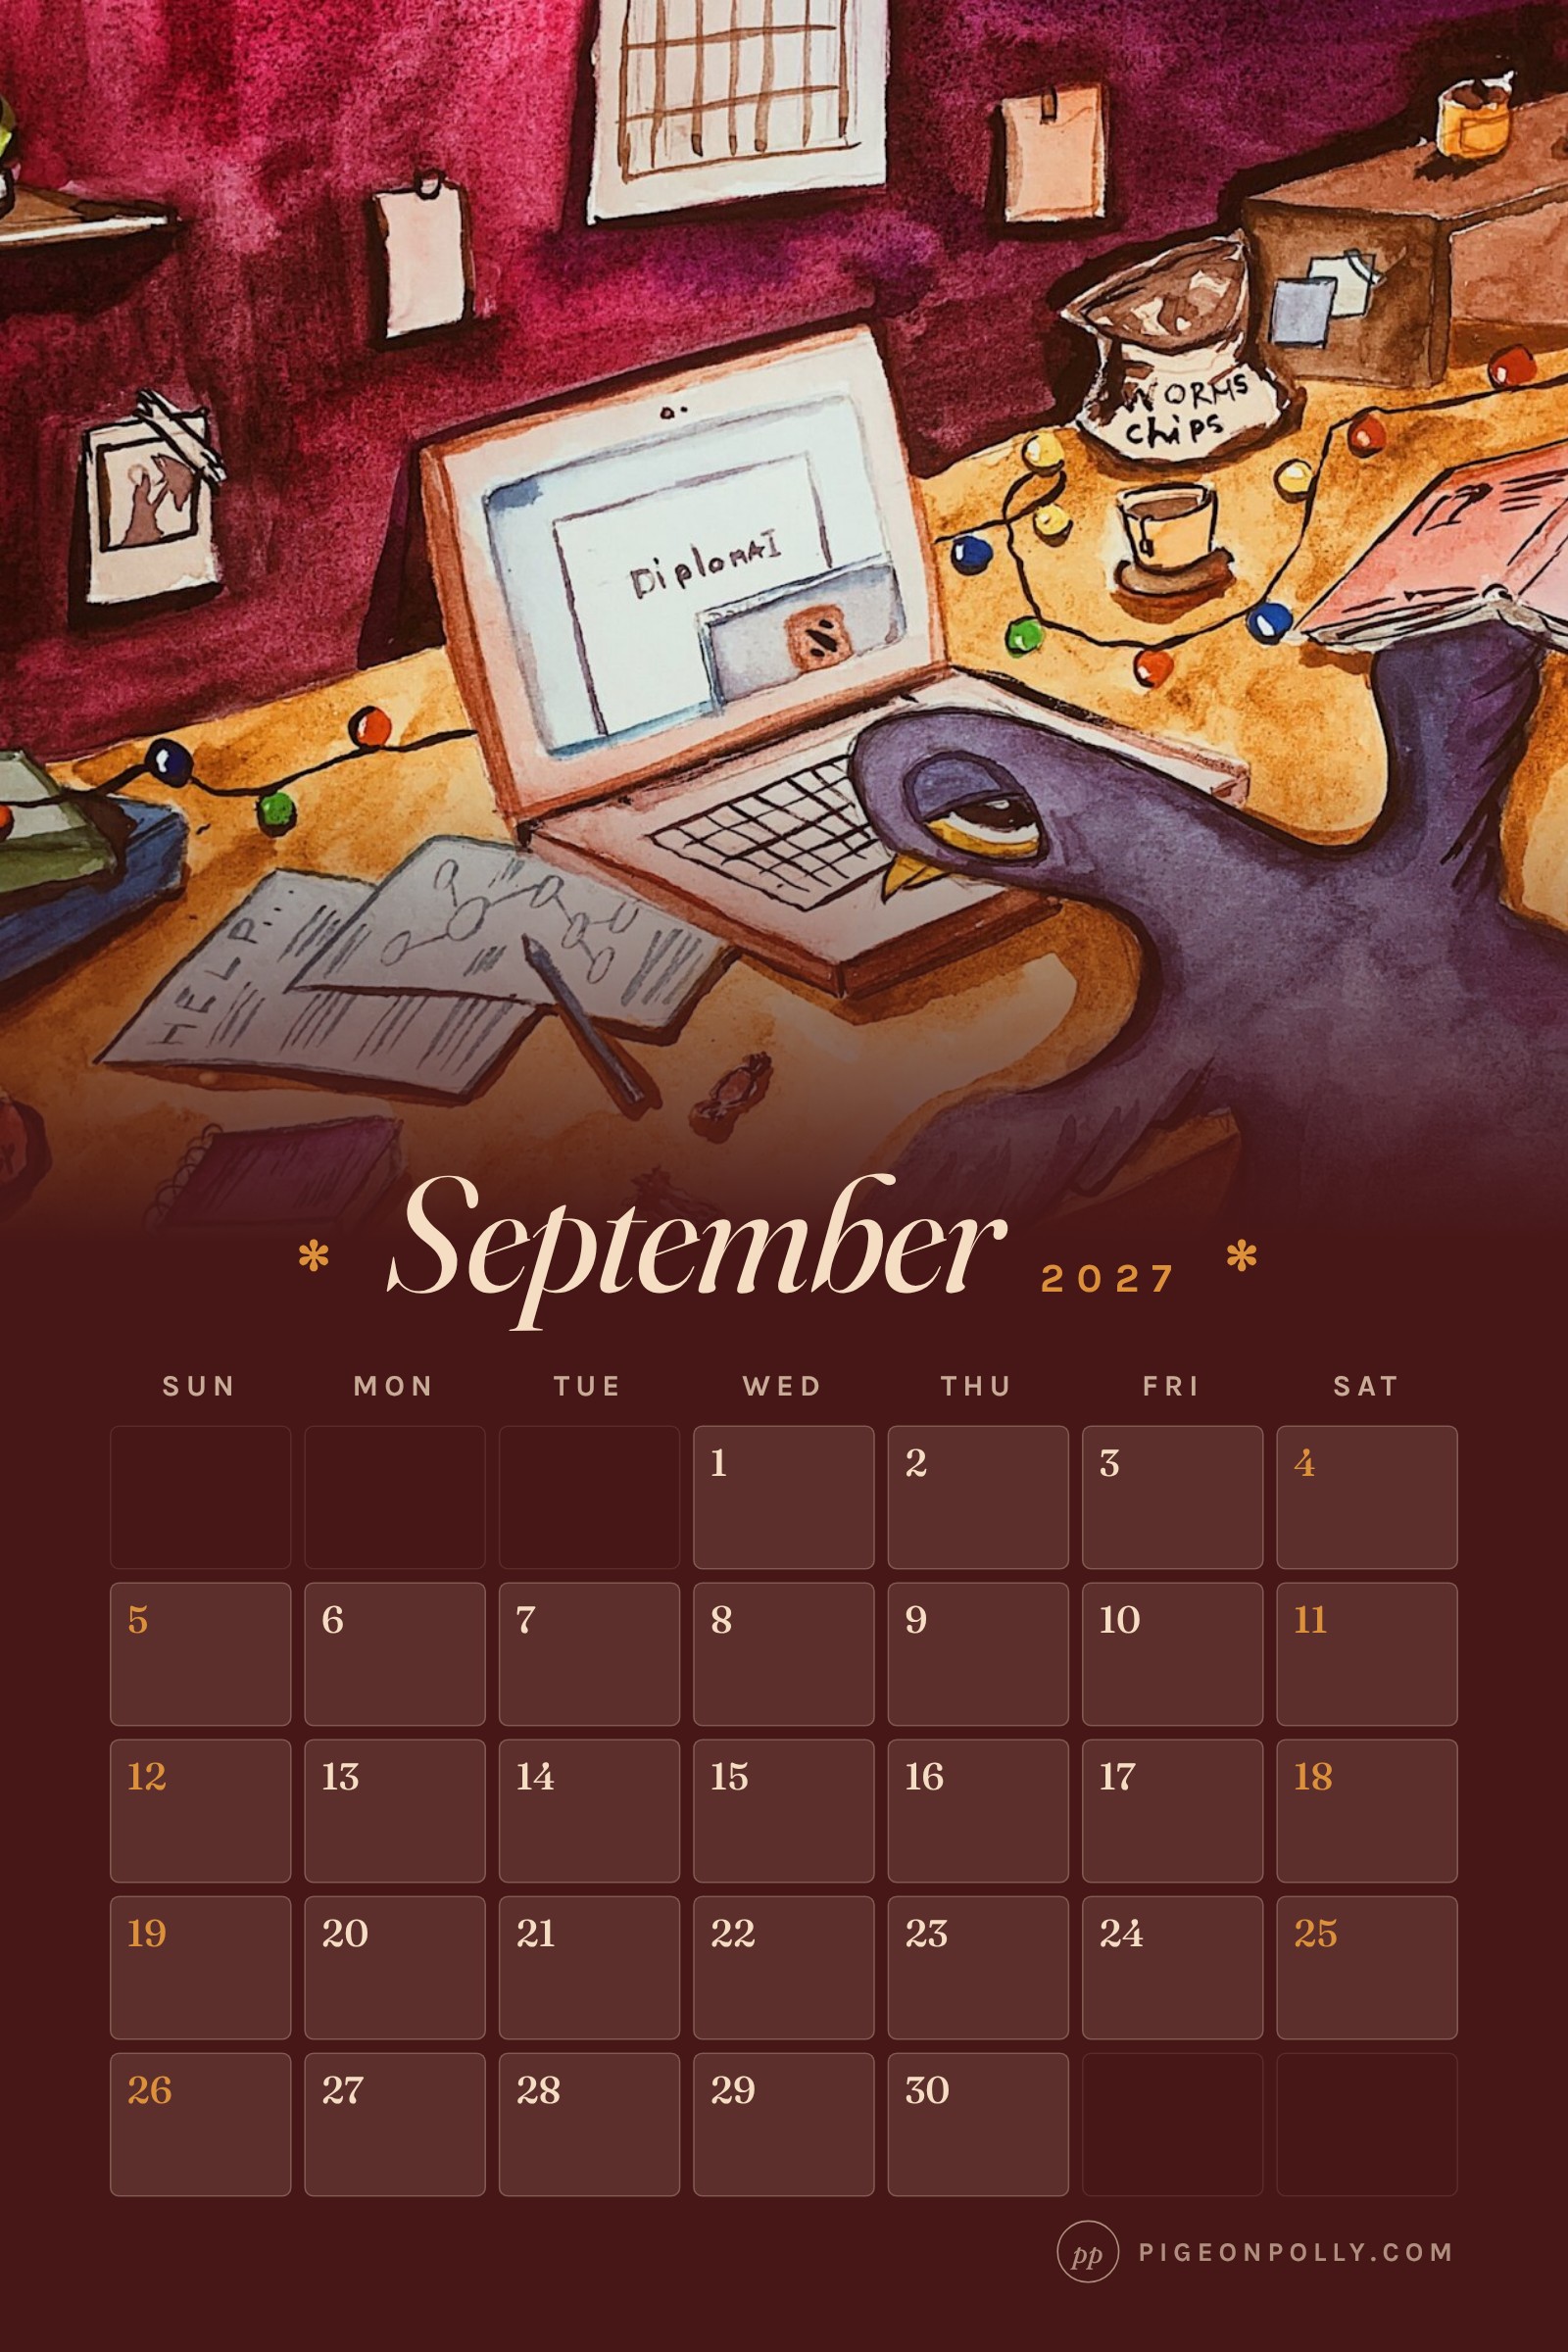 WORMS
chips
DiplomAI
HELP..
September 2027
SUN MON TUE WED THU FRI SAT
1 2 3 4
5 6 7 8 9 10 11
12 13 14 15 16 17 18
19 20 21 22 23 24 25
26 27 28 29 30
pp PIGEONPOLLY.COM